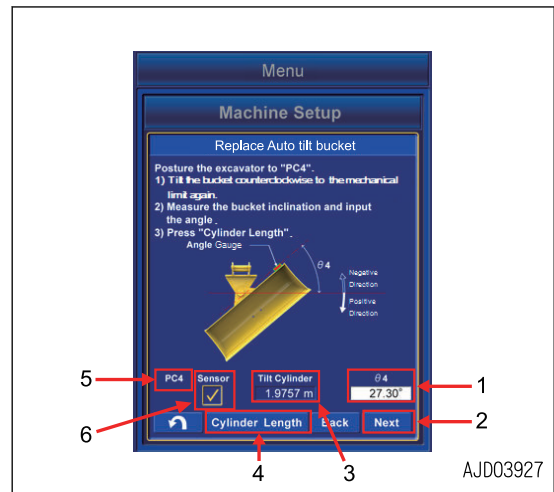 Menu
Machine Setup
Replace Auto tilt bucket
Posture the excavator to "PC4".
1) Tilt the bucket counterclockwise to the mechanical
limit again.
2) Measure the bucket inclination and input
the angle .
3) Press "Cylinder Length".
Angle Gauge
θ4
Negative
Direction
Positive
Direction
5
PC4
Sensor
Tilt Cylinder
θ4
1.9757 m
27.30°
1
6
Cylinder Length
Back
Next
2
4
3
AJD03927